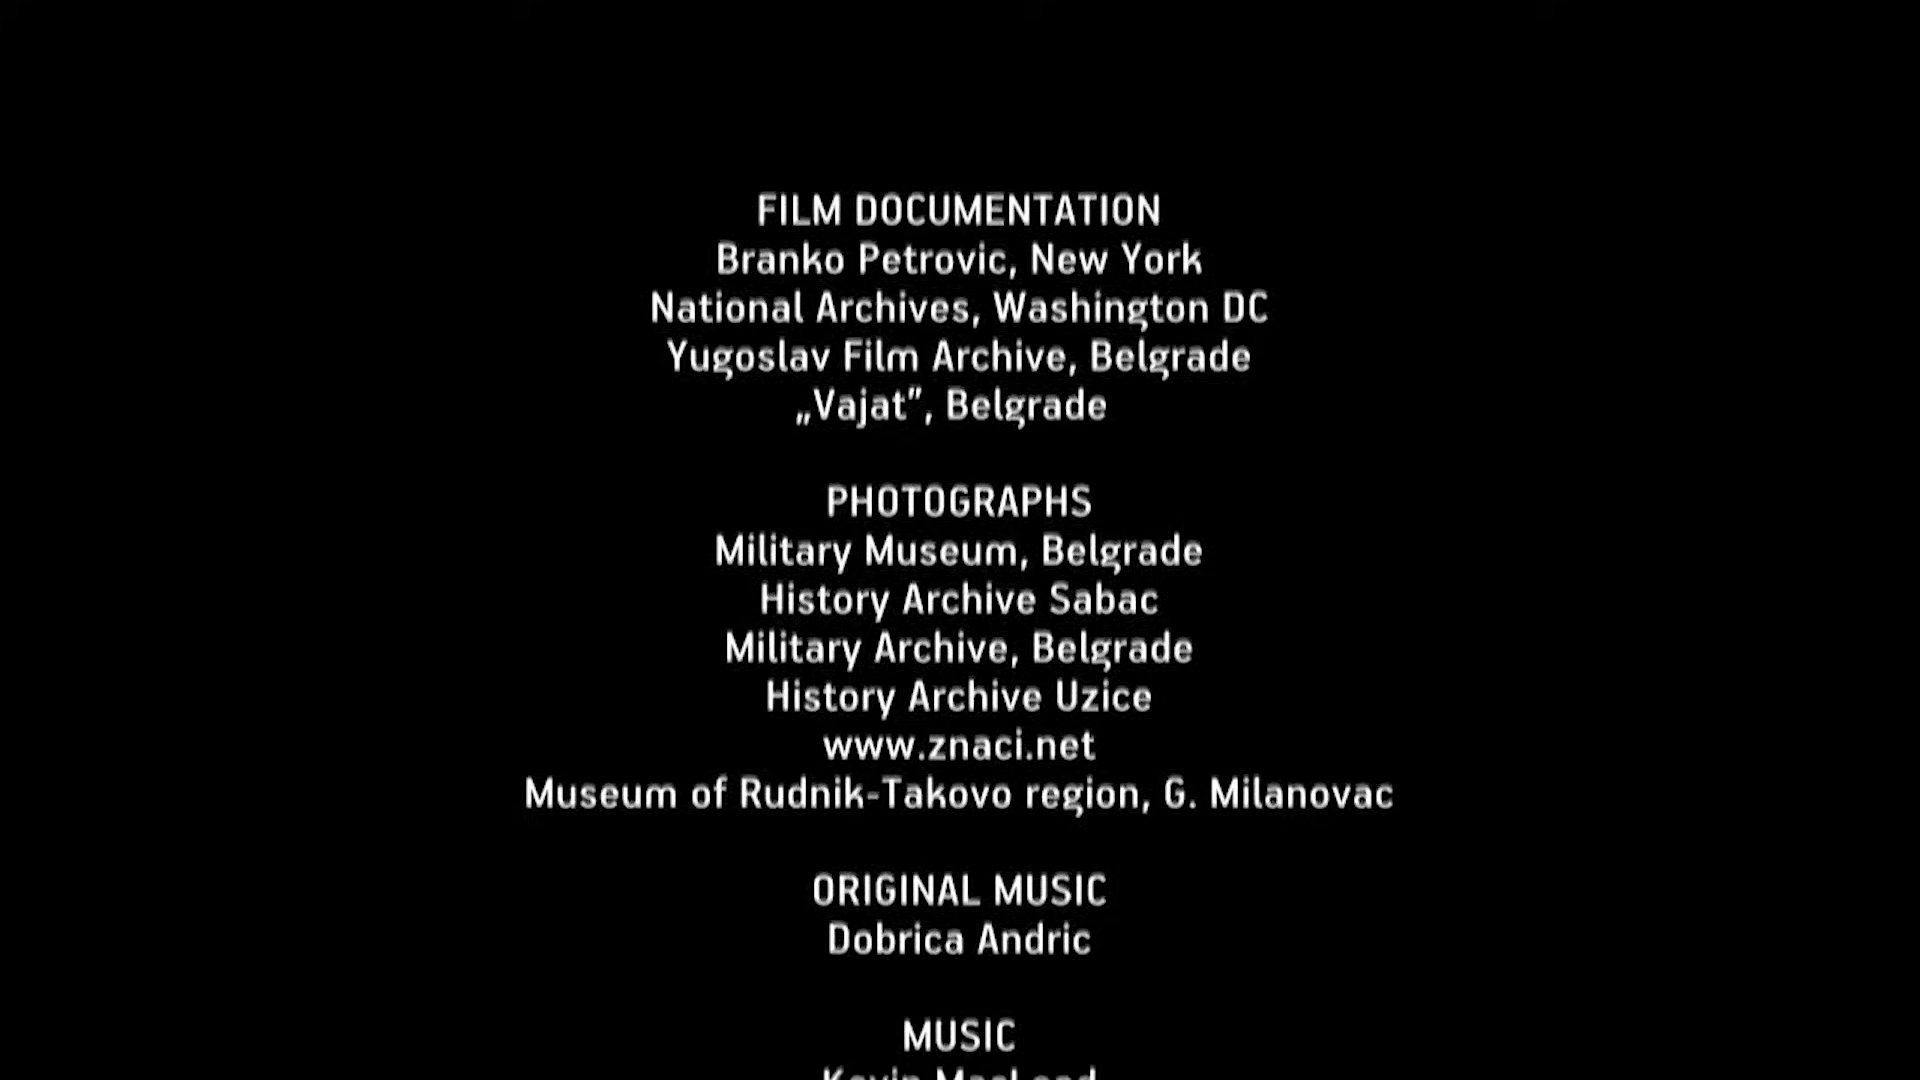 FILM DOCUMENTATION
Branko Petrovic, New York
National Archives, Washington DC
Yugoslav Film Archive, Belgrade
„Vajat”, Belgrade
PHOTOGRAPHS
Military Museum, Belgrade
History Archive Sabac
Military Archive, Belgrade
History Archive Uzice
www.znaci.net
Museum of Rudnik-Takovo region, G. Milanovac
ORIGINAL MUSIC
Dobrica Andric
MUSIC
Kevin MacLeod